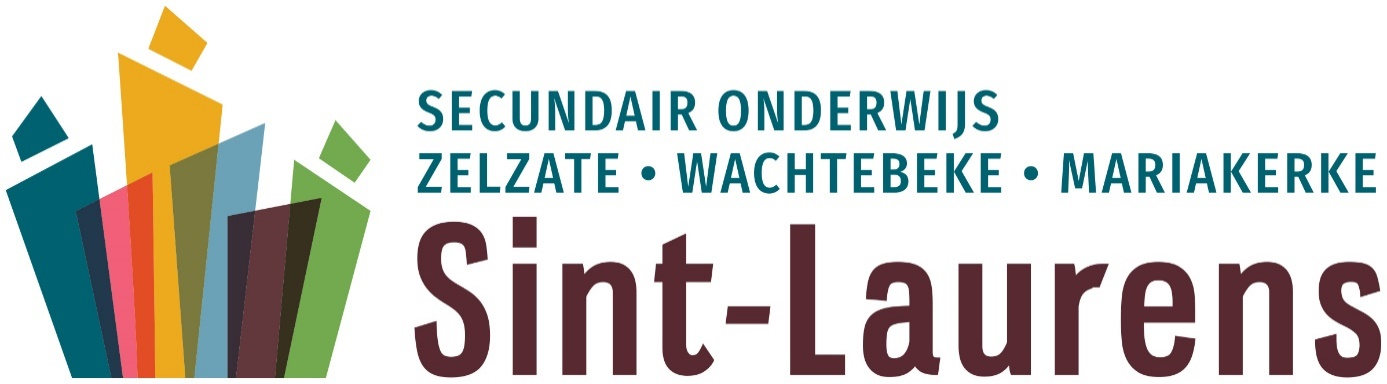 SECUNDAIR ONDERWIJS
ZELZATE • WACHTEBEKE • MARIAKERKE
Sint-Laurens